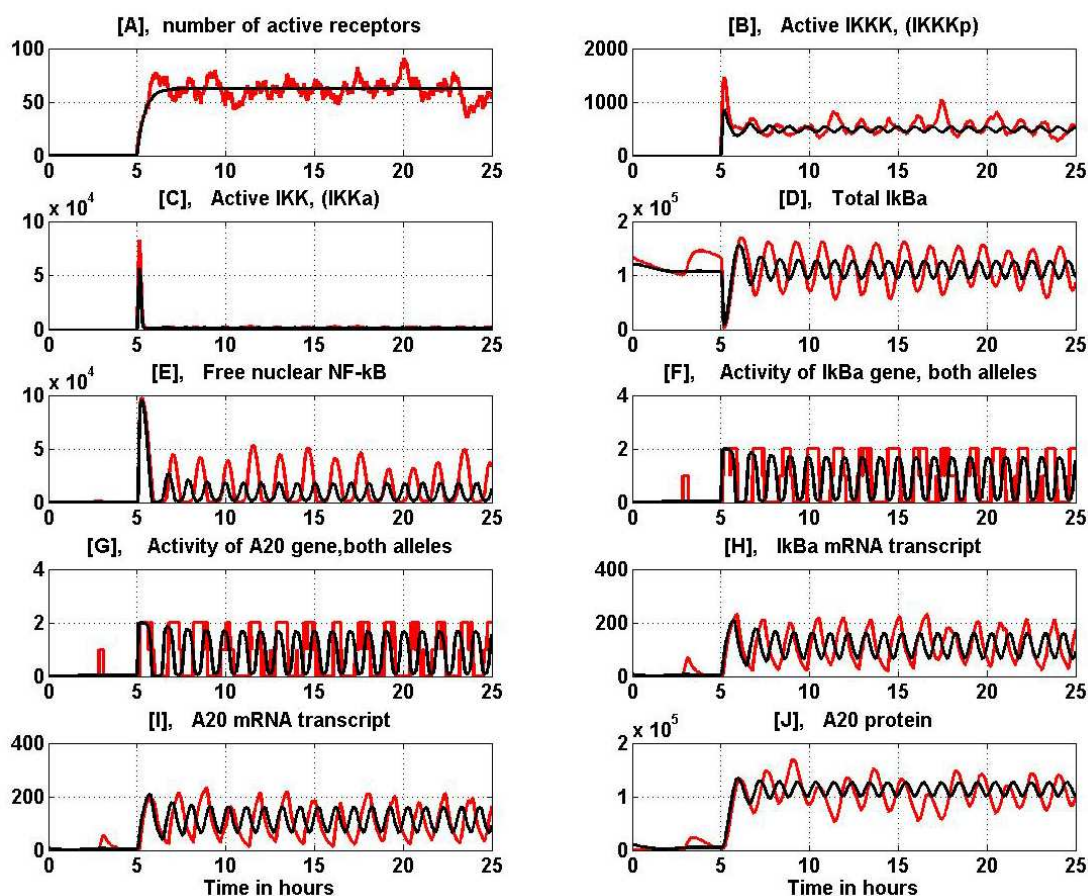 [A], number of active receptors
100
50
0
0 5 10 15 20 25
[B], Active IKKK, (IKKKp)
2000
1000
0
0 5 10 15 20 25
[C], Active IKK, (IKKa)
x 10^4
10
5
0
0 5 10 15 20 25
[D], Total IkBa
x 10^5
2
1
0
0 5 10 15 20 25
[E], Free nuclear NF-kB
x 10^4
10
5
0
0 5 10 15 20 25
[F], Activity of IkBa gene, both alleles
4
2
0
0 5 10 15 20 25
[G], Activity of A20 gene,both alleles
4
2
0
0 5 10 15 20 25
[H], IkBa mRNA transcript
400
200
0
0 5 10 15 20 25
[I], A20 mRNA transcript
400
200
0
0 5 10 15 20 25
Time in hours
[J], A20 protein
x 10^5
2
1
0
0 5 10 15 20 25
Time in hours